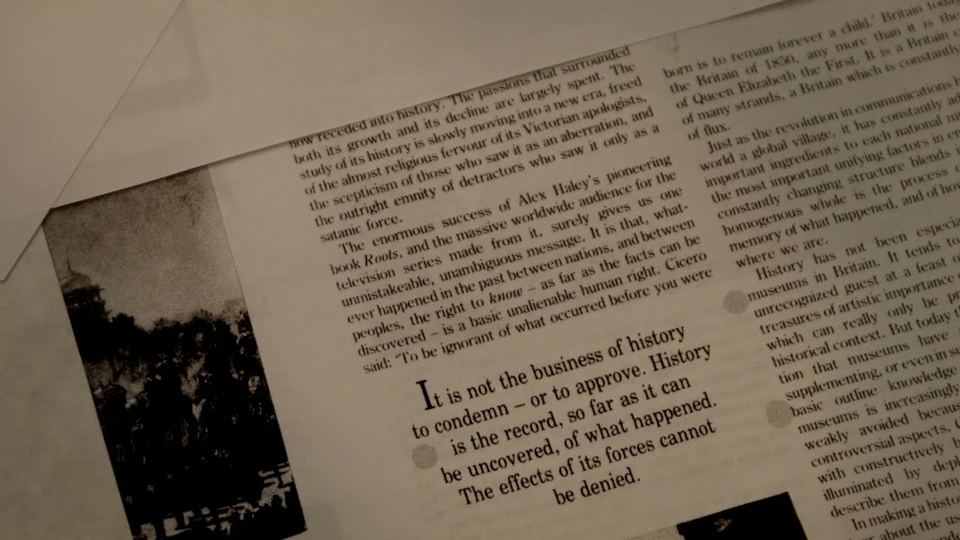 now receded into history. The passions that surrounded
both its growth and its decline are largely spent. The
study of its history is slowly moving into a new era, freed
of the almost religious fervour of its Victorian apologists,
the scepticism of those who saw it as an aberration, and
the outright enmity of detractors who saw it only as a
satanic force.
The enormous success of Alex Haley's pioneering
book Roots, and the massive worldwide audience for the
television series made from it, surely gives us one
unmistakeable, unambiguous message. It is that, what-
ever happened in the past between nations, and between
peoples, the right to know – as far as the facts can be
discovered – is a basic unalienable human right. Cicero
said: 'To be ignorant of what occurred before you were
It is not the business of history
to condemn – or to approve. History
is the record, so far as it can
be uncovered, of what happened.
The effects of its forces cannot
be denied.
born is to remain forever a child.' Britain today
the Britain of 1850, any more than it is the
of Queen Elizabeth the First. It is a Britain
of many strands, a Britain which is constantly
of flux.
Just as the revolution in communications
world a global village, it has constantly
important ingredients to each national
the most important unifying factors in
constantly changing structure blends
homogenous whole is the process
memory of what happened, and of how
where we are.
History has not been
museums in Britain. It tends to
unrecognized guest at a feast of
treasures of artistic importance
which can really only be
historical context. But today
tion that museums have
supplementing, or even in
basic outline knowledge
museums is increasingly
weakly avoided
controversial aspects.
with constructively
illuminated by
describe them from
In making a
about the